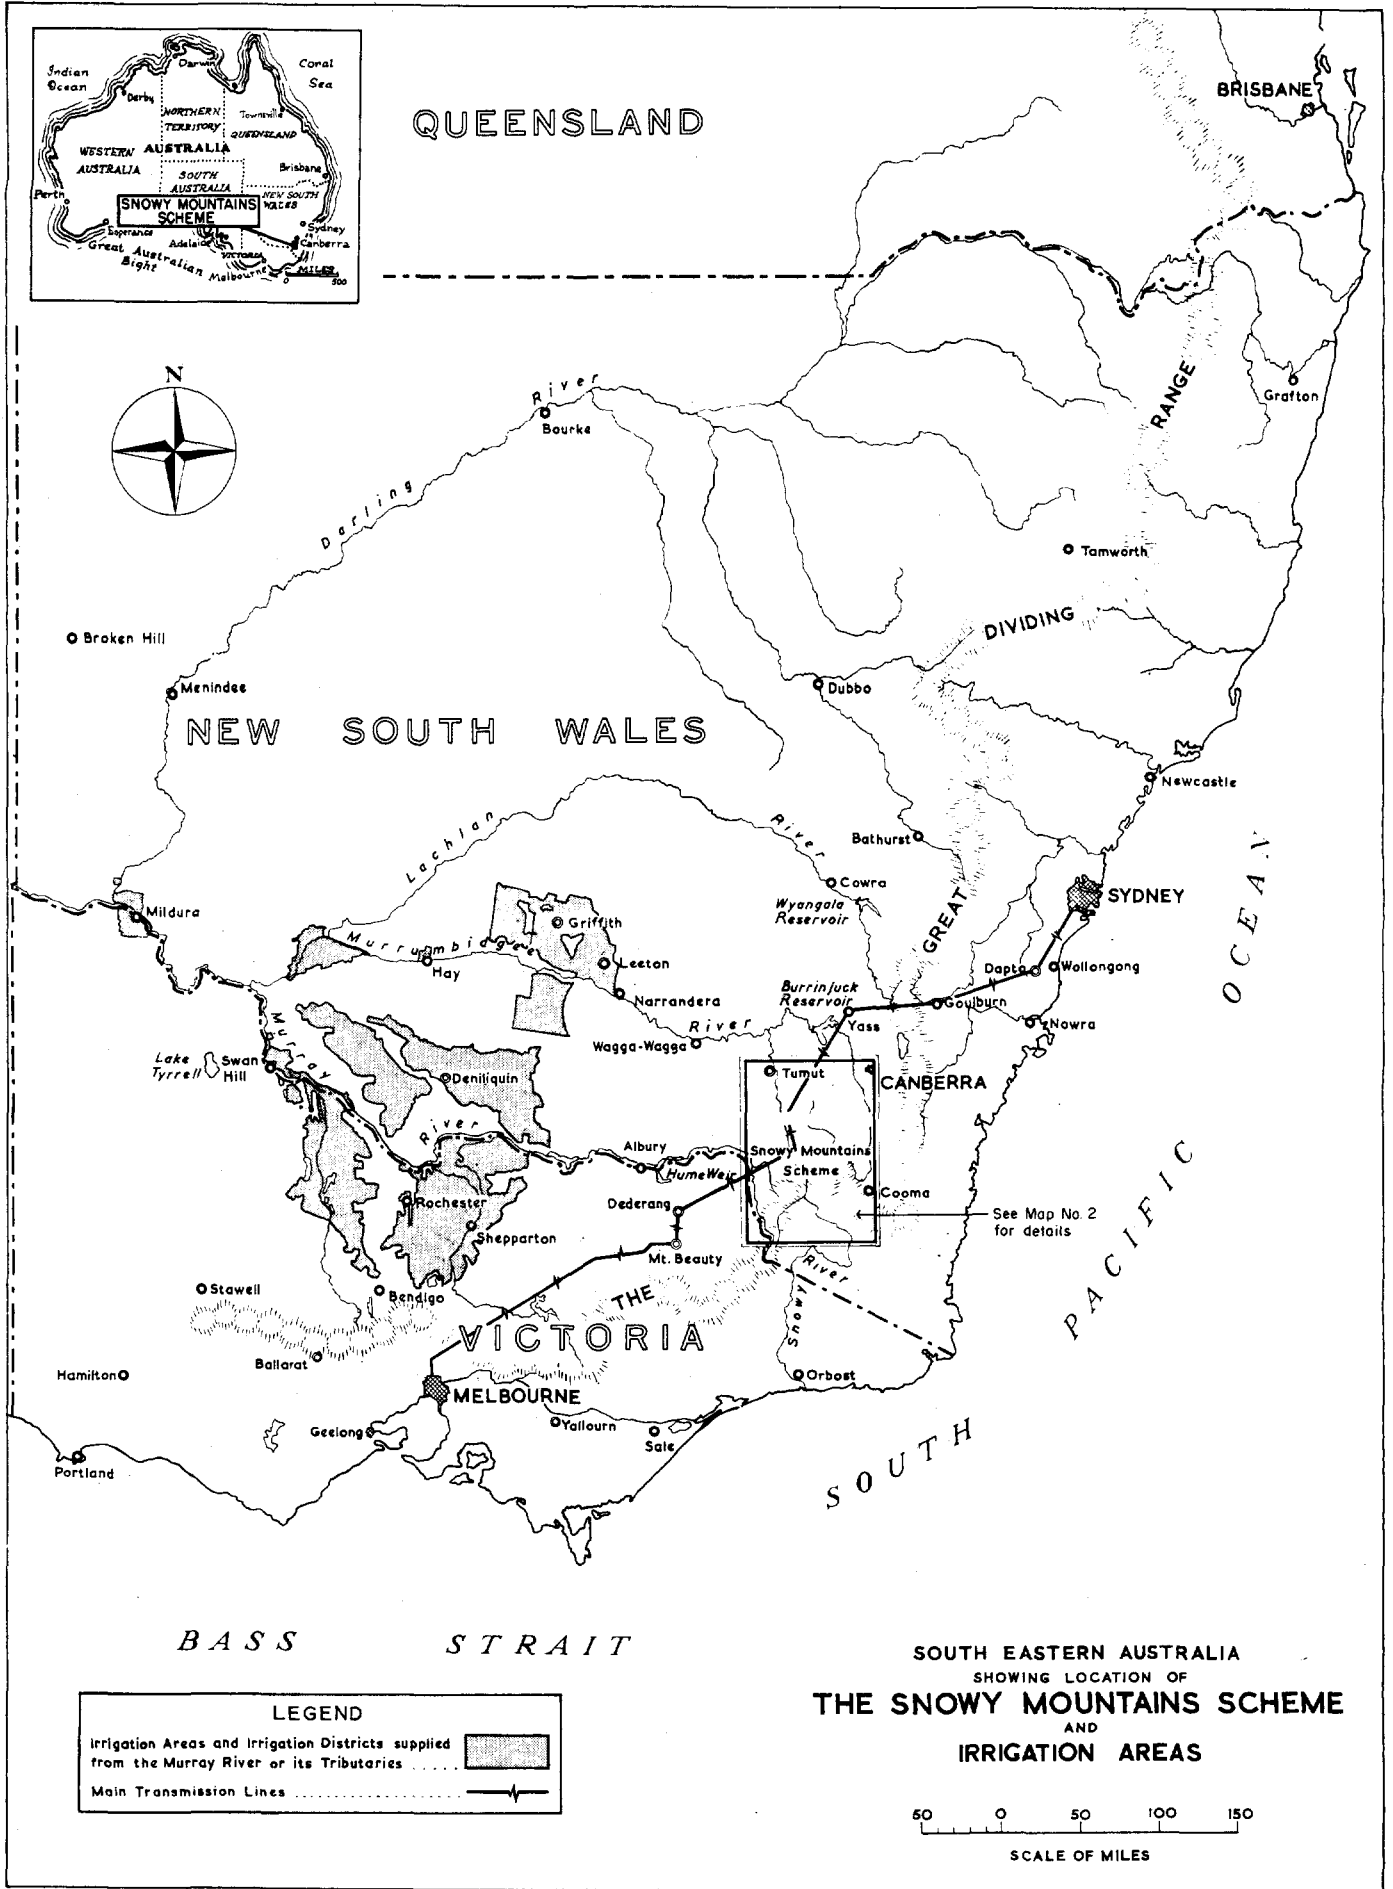 Indian
Ocean
Darwin
Coral
Sea
Derby
NORTHERN
TERRITORY
Townsville
QUEENSLAND
WESTERN
AUSTRALIA
AUSTRALIA
SOUTH
AUSTRALIA
Brisbane
Perth
NEW SOUTH
WALES
SNOWY MOUNTAINS
SCHEME
Esperance
Sydney
Canberra
Adelaide
VICTORIA
Great Australian
Bight
Melbourne
MILES
0 500
QUEENSLAND
BRISBANE
N
River
Bourke
Darling
RANGE
Grafton
Tamworth
DIVIDING
Broken Hill
Menindee
Dubbo
NEW SOUTH WALES
Newcastle
Lachlan
River
Bathurst
Cowra
Wyangala
Reservoir
GREAT
SYDNEY
Mildura
Griffith
Murrumbidgee
Hay
Leeton
Narrandera
River
Wagga-Wagga
Burrinjuck
Reservoir
Yass
Goulburn
Dapto
Wollongong
Nowra
Lake
Tyrrell
Swan
Hill
Murray
Deniliquin
River
Tumut
CANBERRA
Albury
Hume Weir
Snowy Mountains
Scheme
Cooma
Dederang
See Map No. 2
for details
Rochester
Shepparton
Mt. Beauty
Snowy
River
Stawell
Bendigo
THE
VICTORIA
Ballarat
Hamilton
MELBOURNE
Orbost
Geelong
Yallourn
Sale
Portland
SOUTH
PACIFIC
OCEAN
BASS STRAIT
LEGEND
Irrigation Areas and Irrigation Districts supplied
from the Murray River or its Tributaries .....
Main Transmission Lines ....................
SOUTH EASTERN AUSTRALIA
SHOWING LOCATION OF
THE SNOWY MOUNTAINS SCHEME
AND
IRRIGATION AREAS
50 0 50 100 150
SCALE OF MILES